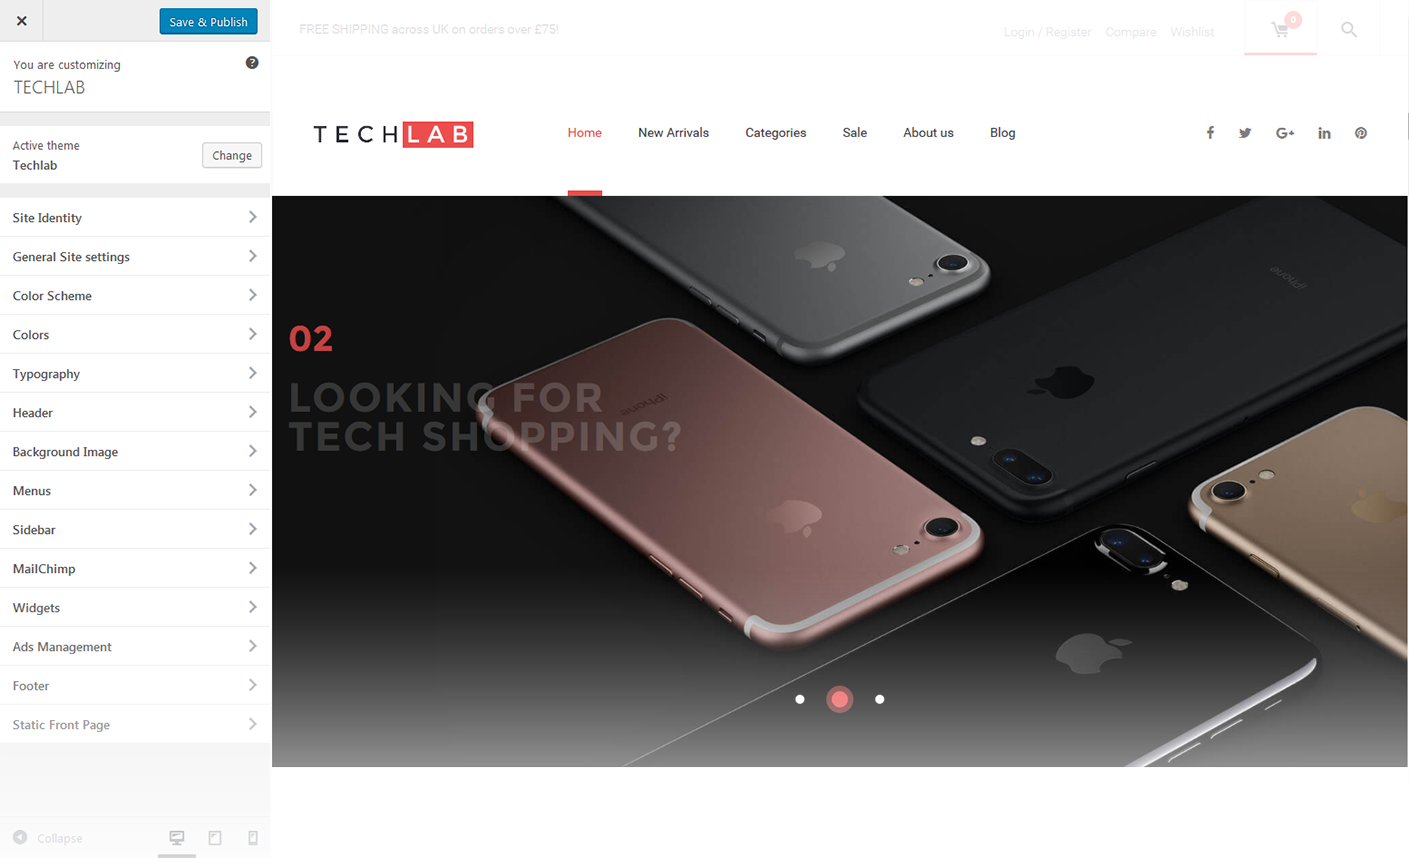 Save & Publish
You are customizing
TECHLAB
Active theme
Techlab
Change
Site Identity
General Site settings
Color Scheme
Colors
Typography
Header
Background Image
Menus
Sidebar
MailChimp
Widgets
Ads Management
Footer
Static Front Page
Collapse
FREE SHIPPING across UK on orders over £75!
Login / Register Compare Wishlist
0
TECHLAB
Home New Arrivals Categories Sale About us Blog
02
LOOKING FOR
TECH SHOPPING?
iPhone
iPhone